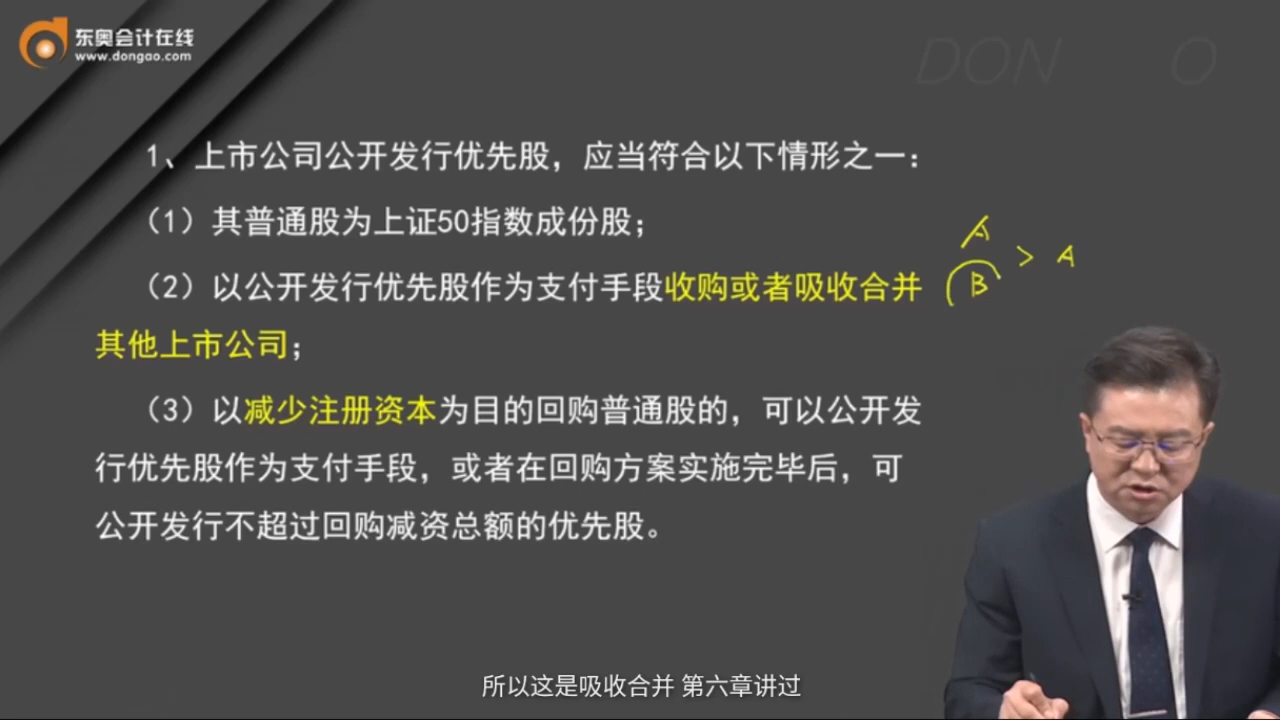 东奥会计在线
www.dongao.com
DON O
1、上市公司公开发行优先股，应当符合以下情形之一：
（1）其普通股为上证50指数成份股；
（2）以公开发行优先股作为支付手段收购或者吸收合并
其他上市公司；
A
B > A
（3）以减少注册资本为目的回购普通股的，可以公开发
行优先股作为支付手段，或者在回购方案实施完毕后，可
公开发行不超过回购减资总额的优先股。
所以这是吸收合并 第六章讲过